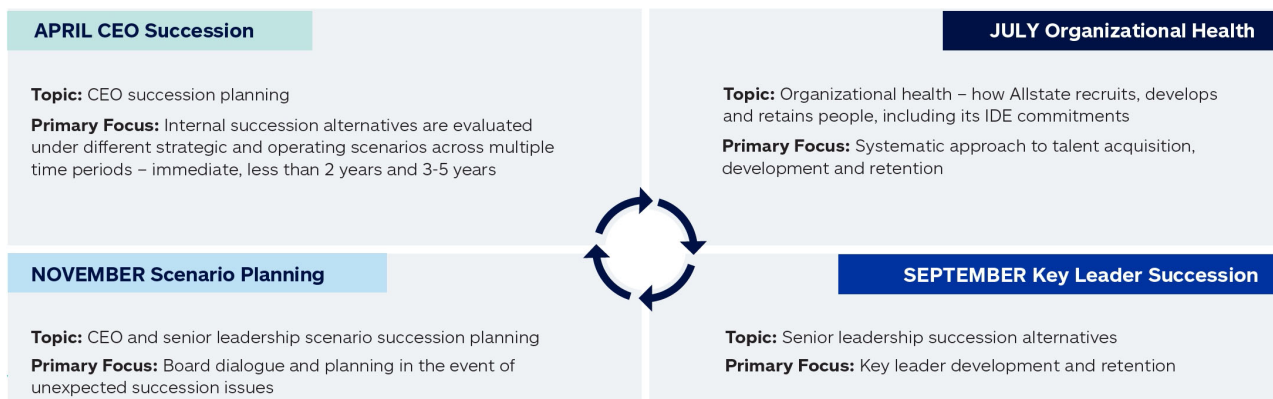 APRIL CEO Succession
Topic: CEO succession planning
Primary Focus: Internal succession alternatives are evaluated
under different strategic and operating scenarios across multiple
time periods – immediate, less than 2 years and 3-5 years
JULY Organizational Health
Topic: Organizational health – how Allstate recruits, develops
and retains people, including its IDE commitments
Primary Focus: Systematic approach to talent acquisition,
development and retention
NOVEMBER Scenario Planning
Topic: CEO and senior leadership scenario succession planning
Primary Focus: Board dialogue and planning in the event of
unexpected succession issues
SEPTEMBER Key Leader Succession
Topic: Senior leadership succession alternatives
Primary Focus: Key leader development and retention